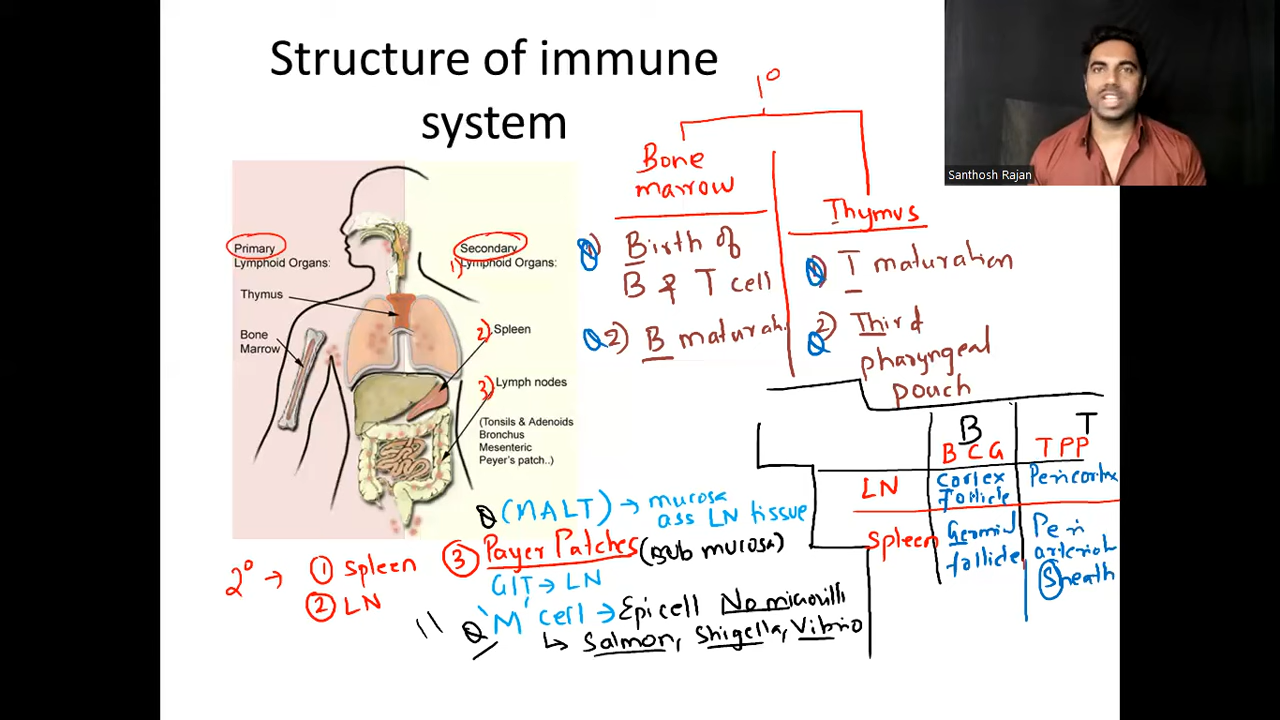 Structure of immune
system
Santhosh Rajan
1°
Bone
marrow
Thymus
1) Birth of
B & T cell
2) B maturah.
1) T maturation
2) Third
pharyngeal
pouch
Primary
Lymphoid Organs:
Thymus
Bone
Marrow
Secondary
1) Lymphoid Organs:
2) Spleen
3) Lymph nodes
(Tonsils & Adenoids
Bronchus
Mesenteric
Peyer's patch..)
B T
B C G TPP
LN Cortex follicle Pericortex
Spleen Germinal follicle Peri arteriolar Sheath
Q (MALT) → mucosa
ass LN tissue
2° → 1 Spleen
2 LN
3 Payer Patches (sub mucosa)
GIT → LN
Q 'M' cell → Epi cell No microvilli
↳ Salmon, Shigella, Vibrio